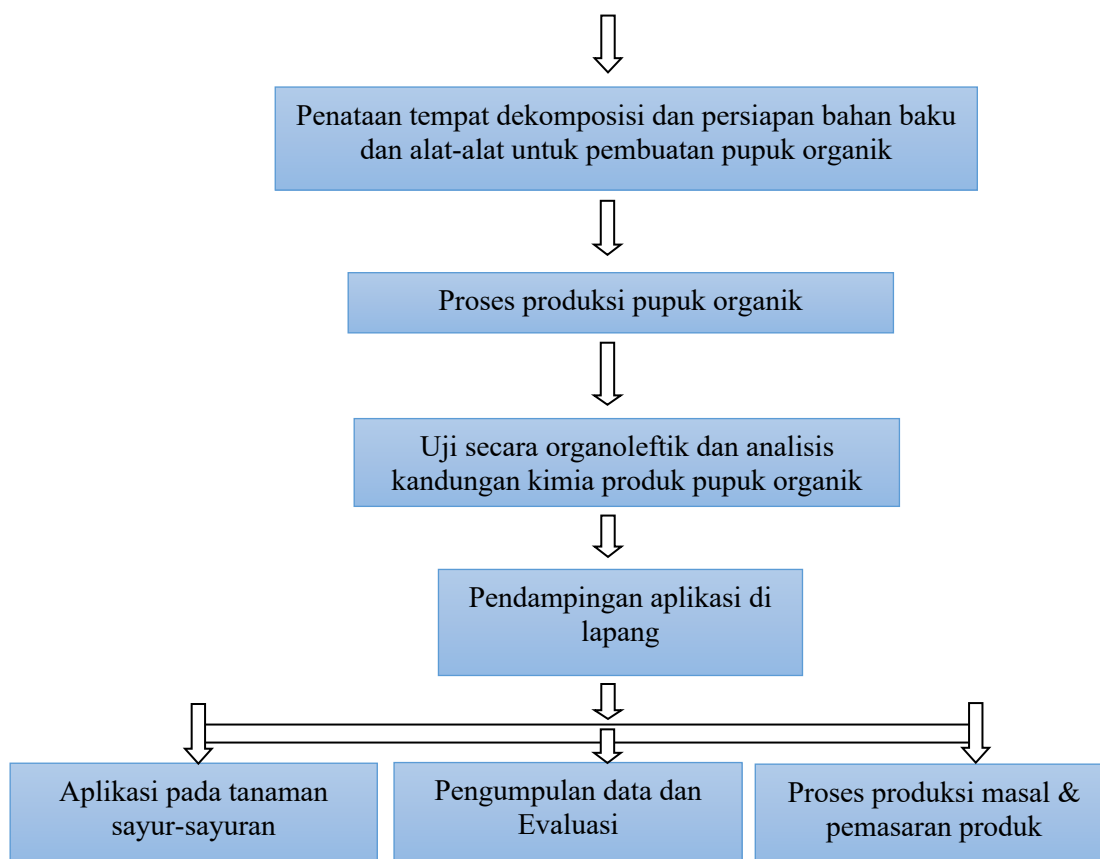 Penataan tempat dekomposisi dan persiapan bahan baku
dan alat-alat untuk pembuatan pupuk organik
Proses produksi pupuk organik
Uji secara organoleftik dan analisis
kandungan kimia produk pupuk organik
Pendampingan aplikasi di
lapang
Aplikasi pada tanaman
sayur-sayuran
Pengumpulan data dan
Evaluasi
Proses produksi masal &
pemasaran produk